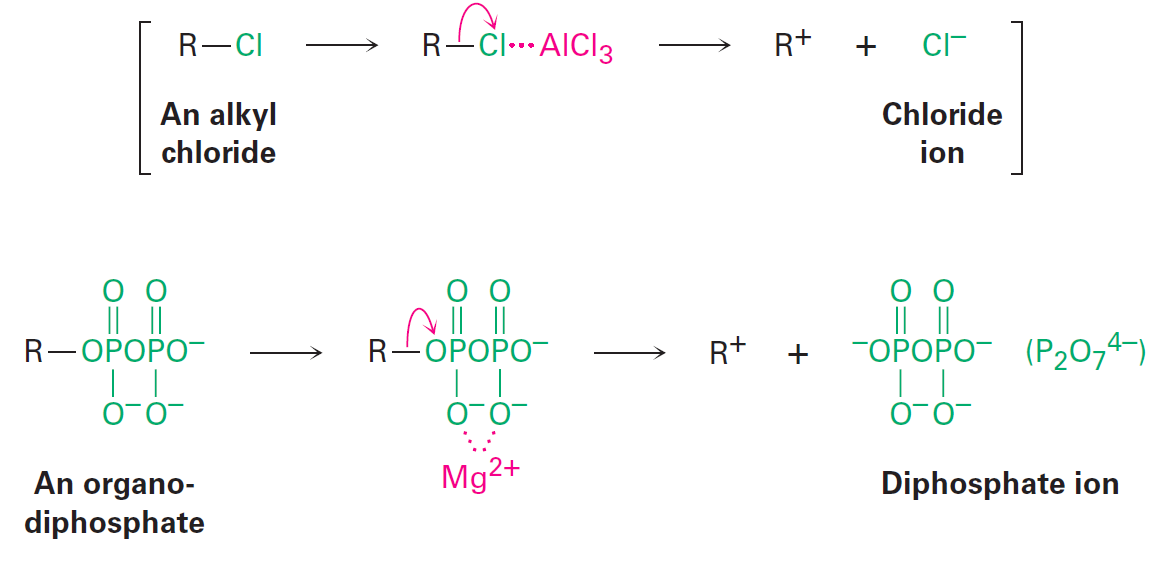 R—Cl ⟶ R—Cl···AlCl₃ ⟶ R⁺ + Cl⁻
An alkyl
chloride
Chloride
ion
O O O O O O
R—OPOPO⁻ ⟶ R—OPOPO⁻ ⟶ R⁺ + ⁻OPOPO⁻ (P₂O₇⁴⁻)
O⁻ O⁻ O⁻ O⁻ O⁻ O⁻
Mg²⁺
An organo-
diphosphate
Diphosphate ion